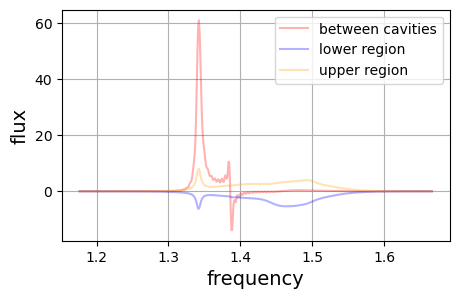 between cavities
lower region
upper region
60
40
20
0
flux
1.2 1.3 1.4 1.5 1.6
frequency